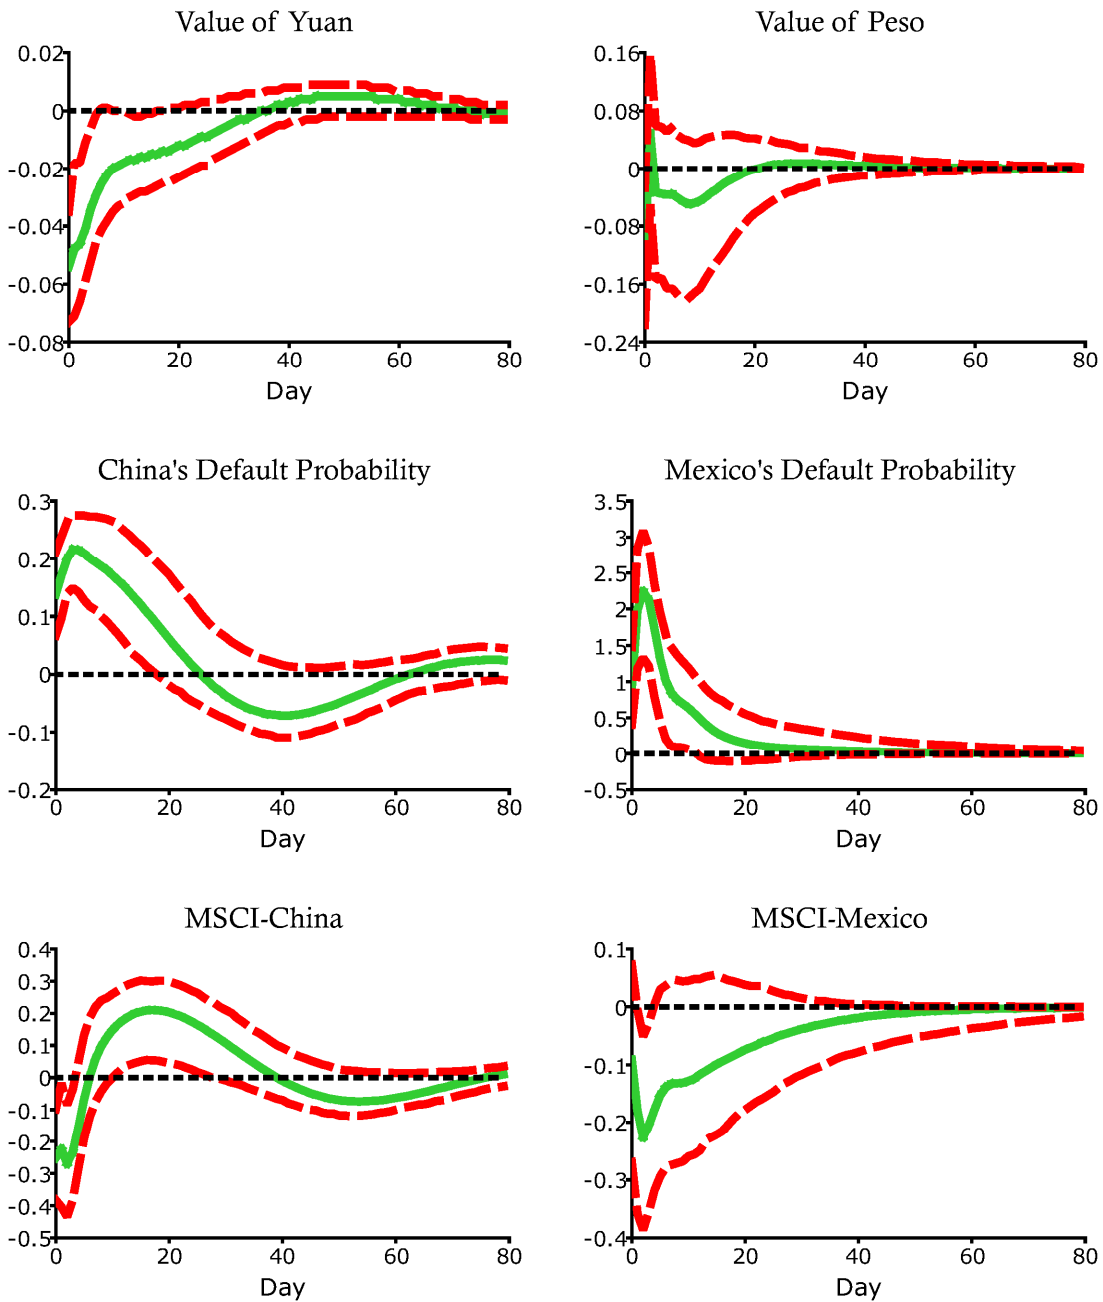 Value of Yuan
0.02
0
-0.02
-0.04
-0.06
-0.08
0 20 40 60 80
Day
Value of Peso
0.16
0.08
0
-0.08
-0.16
-0.24
0 20 40 60 80
Day
China's Default Probability
0.3
0.2
0.1
0
-0.1
-0.2
0 20 40 60 80
Day
Mexico's Default Probability
3.5
3
2.5
2
1.5
1
0.5
0
-0.5
0 20 40 60 80
Day
MSCI-China
0.4
0.3
0.2
0.1
0
-0.1
-0.2
-0.3
-0.4
-0.5
0 20 40 60 80
Day
MSCI-Mexico
0.1
0
-0.1
-0.2
-0.3
-0.4
0 20 40 60 80
Day